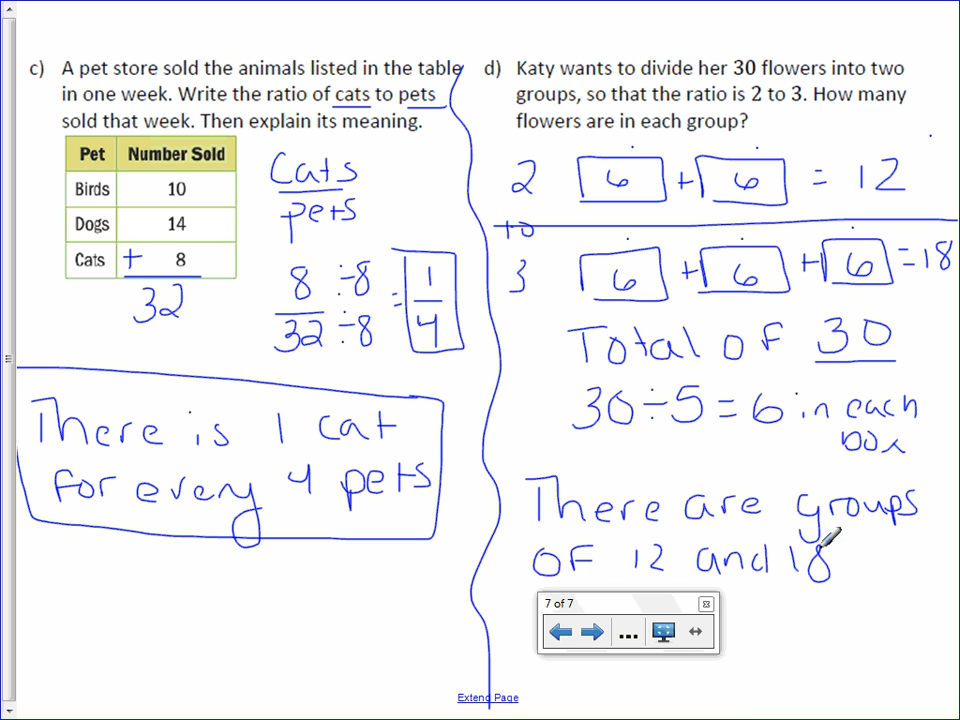 c) A pet store sold the animals listed in the table
in one week. Write the ratio of cats to pets
sold that week. Then explain its meaning.
Pet Number Sold
Birds 10
Dogs 14
Cats + 8
32
Cats
pets
8 ÷8
32 ÷8
= 1
4
There is 1 cat
for every 4 pets
d) Katy wants to divide her 30 flowers into two
groups, so that the ratio is 2 to 3. How many
flowers are in each group?
2 6 + 6 = 12
to
3 6 + 6 + 6 = 18
Total of 30
30 ÷ 5 = 6 in each
box
There are groups
of 12 and 18
7 of 7
...
Extend Page